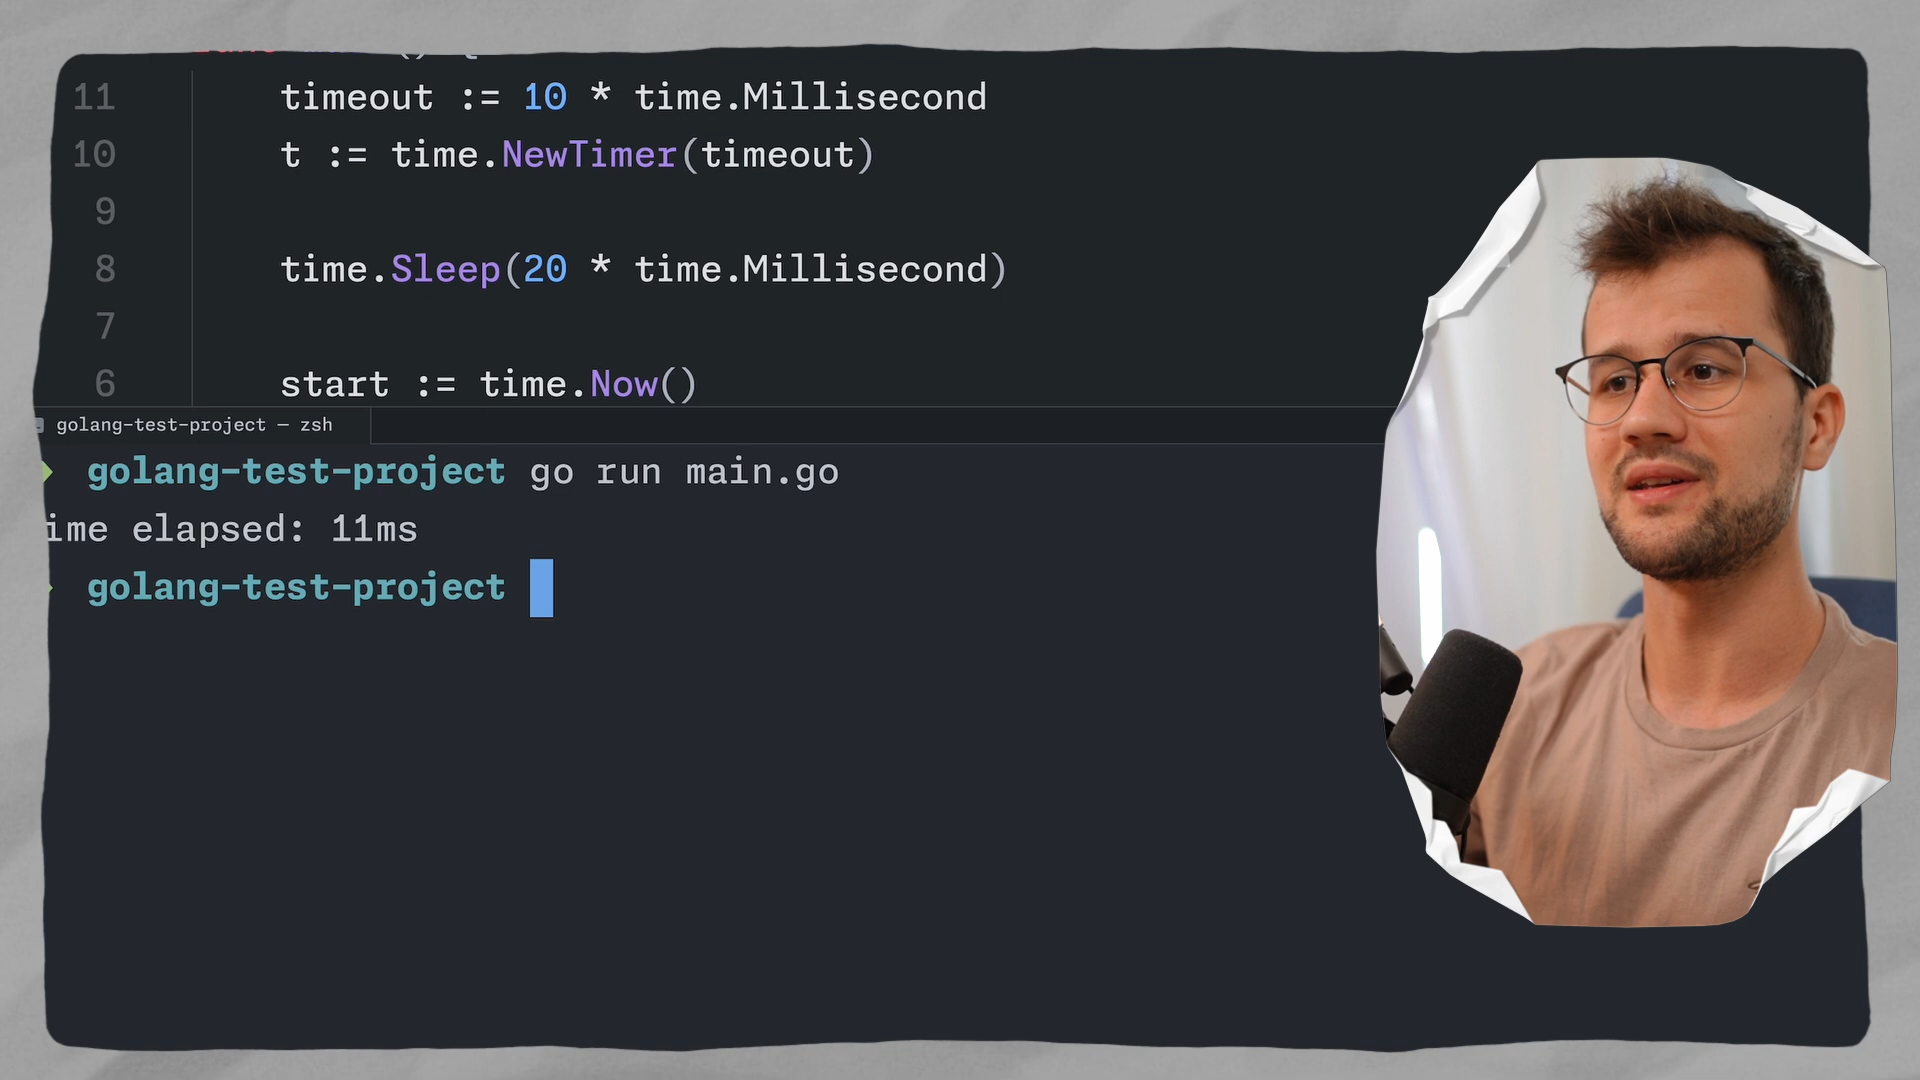 11 timeout := 10 * time.Millisecond
10 t := time.NewTimer(timeout)
9
8 time.Sleep(20 * time.Millisecond)
7
6 start := time.Now()
golang-test-project — zsh
golang-test-project go run main.go
ime elapsed: 11ms
golang-test-project